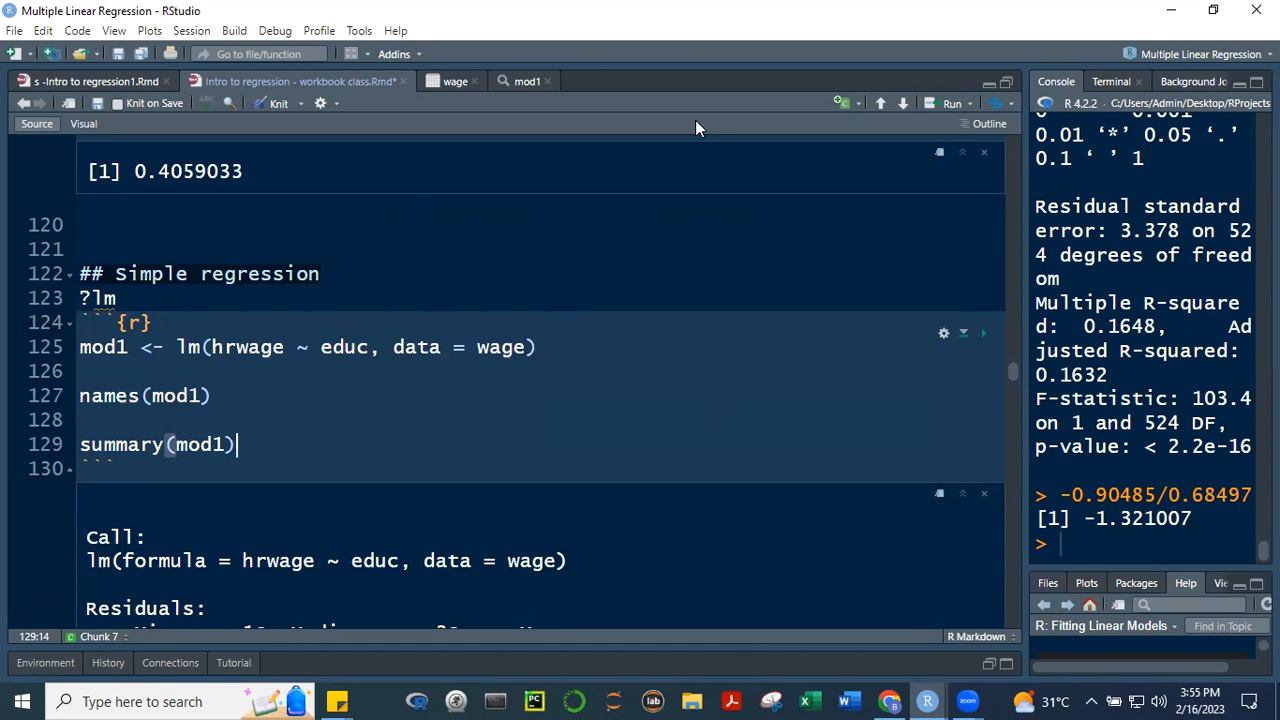 Multiple Linear Regression - RStudio
File Edit Code View Plots Session Build Debug Profile Tools Help
Go to file/function Addins Multiple Linear Regression
s -Intro to regression1.Rmd Intro to regression - workbook class.Rmd* wage mod1
Knit on Save ABC Knit Run
Source Visual Outline
[1] 0.4059033
120
121
122 ## Simple regression
123 ?lm
124 ```{r}
125 mod1 <- lm(hrwage ~ educ, data = wage)
126
127 names(mod1)
128
129 summary(mod1)
130 ```
Call:
lm(formula = hrwage ~ educ, data = wage)
Residuals:
129:14 Chunk 7 R Markdown
Environment History Connections Tutorial
Console Terminal Background Jo
R 4.2.2 C:/Users/Admin/Desktop/RProjects
0.01 ‘*’ 0.05 ‘.’
0.1 ‘ ’ 1
Residual standard
error: 3.378 on 52
4 degrees of freed
om
Multiple R-square
d: 0.1648, Ad
justed R-squared:
0.1632
F-statistic: 103.4
on 1 and 524 DF,
p-value: < 2.2e-16
> -0.90485/0.68497
[1] -1.321007
>
Files Plots Packages Help Vie
R: Fitting Linear Models Find in Topic
Type here to search PC lab 31°C 3:55 PM
2/16/2023